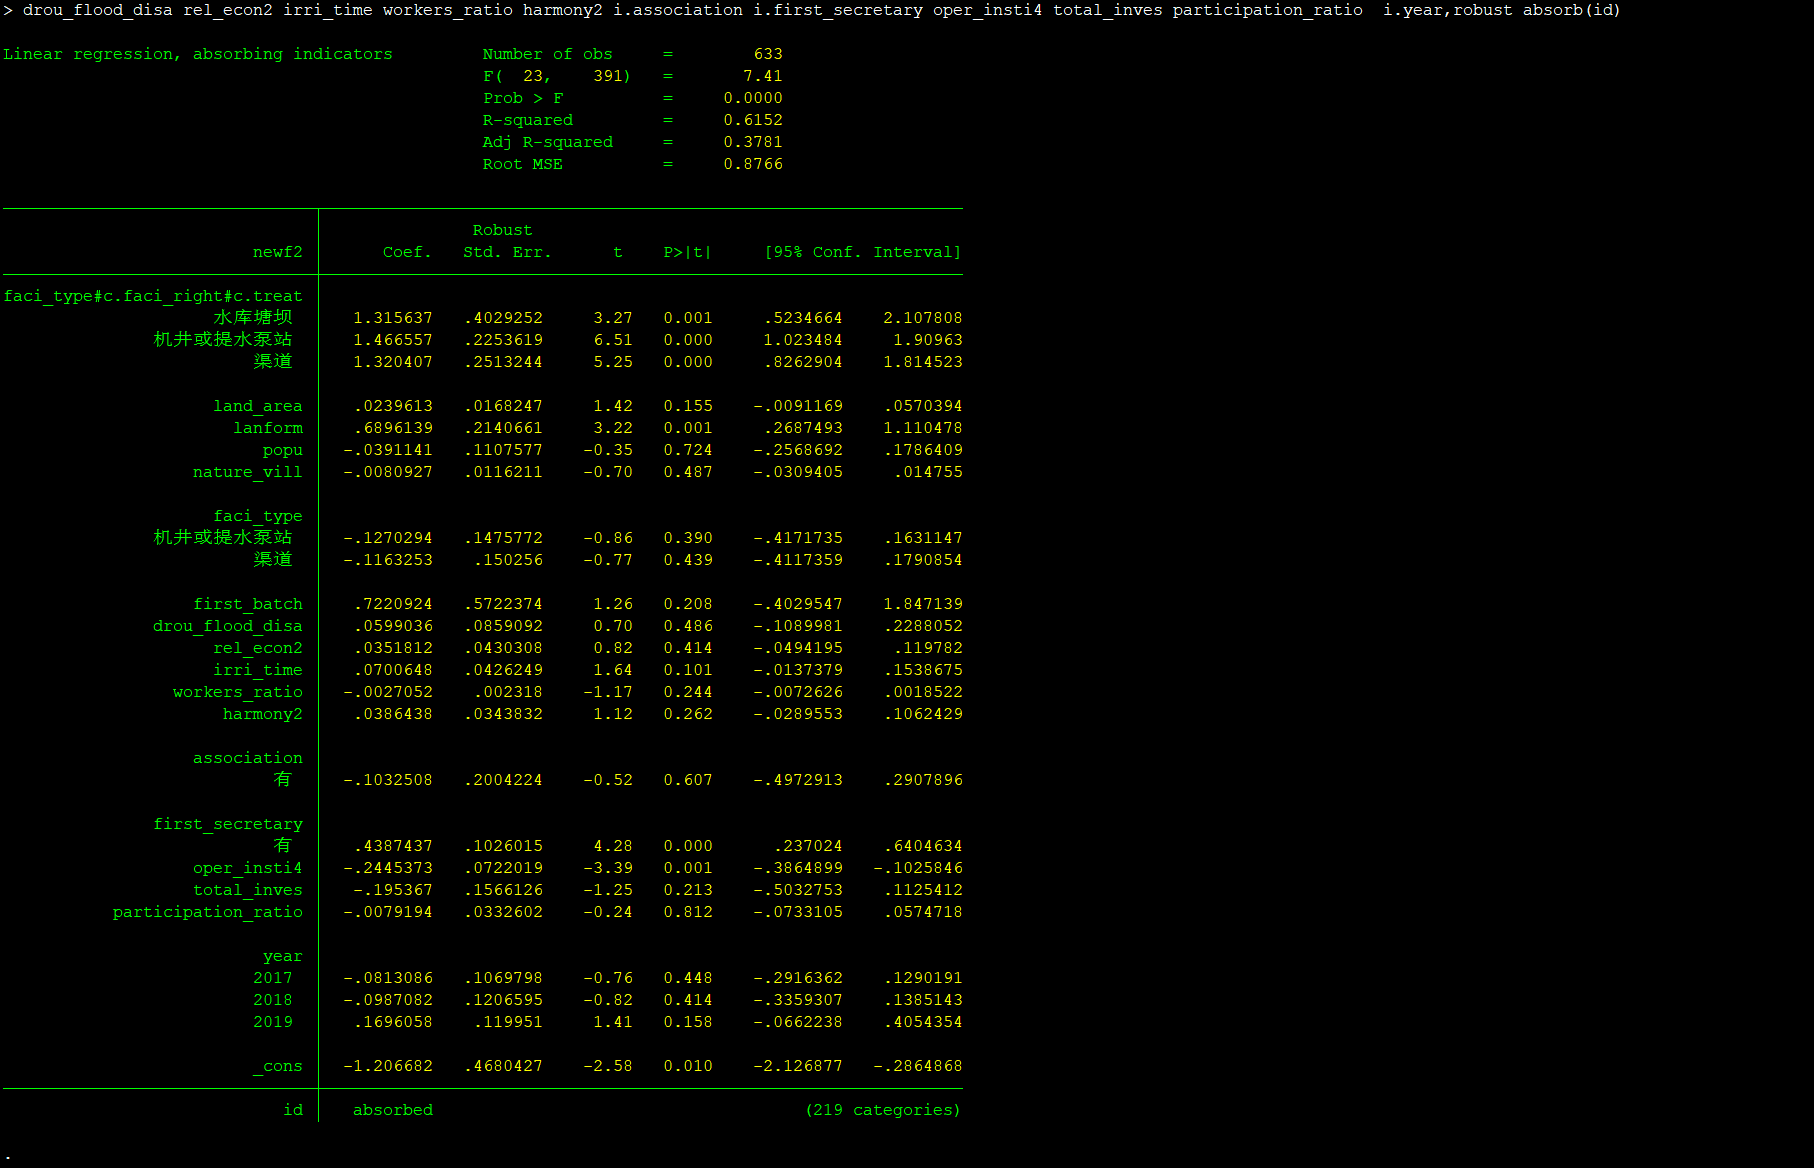 > drou_flood_disa rel_econ2 irri_time workers_ratio harmony2 i.association i.first_secretary oper_insti4 total_inves participation_ratio  i.year,robust absorb(id)
Linear regression, absorbing indicators Number of obs = 633
F( 23, 391) = 7.41
Prob > F = 0.0000
R-squared = 0.6152
Adj R-squared = 0.3781
Root MSE = 0.8766
Robust
newf2 Coef. Std. Err. t P>|t| [95% Conf. Interval]
faci_type#c.faci_right#c.treat
水库塘坝 1.315637 .4029252 3.27 0.001 .5234664 2.107808
机井或提水泵站 1.466557 .2253619 6.51 0.000 1.023484 1.90963
渠道 1.320407 .2513244 5.25 0.000 .8262904 1.814523
land_area .0239613 .0168247 1.42 0.155 -.0091169 .0570394
lanform .6896139 .2140661 3.22 0.001 .2687493 1.110478
popu -.0391141 .1107577 -0.35 0.724 -.2568692 .1786409
nature_vill -.0080927 .0116211 -0.70 0.487 -.0309405 .014755
faci_type
机井或提水泵站 -.1270294 .1475772 -0.86 0.390 -.4171735 .1631147
渠道 -.1163253 .150256 -0.77 0.439 -.4117359 .1790854
first_batch .7220924 .5722374 1.26 0.208 -.4029547 1.847139
drou_flood_disa .0599036 .0859092 0.70 0.486 -.1089981 .2288052
rel_econ2 .0351812 .0430308 0.82 0.414 -.0494195 .119782
irri_time .0700648 .0426249 1.64 0.101 -.0137379 .1538675
workers_ratio -.0027052 .002318 -1.17 0.244 -.0072626 .0018522
harmony2 .0386438 .0343832 1.12 0.262 -.0289553 .1062429
association
有 -.1032508 .2004224 -0.52 0.607 -.4972913 .2907896
first_secretary
有 .4387437 .1026015 4.28 0.000 .237024 .6404634
oper_insti4 -.2445373 .0722019 -3.39 0.001 -.3864899 -.1025846
total_inves -.195367 .1566126 -1.25 0.213 -.5032753 .1125412
participation_ratio -.0079194 .0332602 -0.24 0.812 -.0733105 .0574718
year
2017 -.0813086 .1069798 -0.76 0.448 -.2916362 .1290191
2018 -.0987082 .1206595 -0.82 0.414 -.3359307 .1385143
2019 .1696058 .119951 1.41 0.158 -.0662238 .4054354
_cons -1.206682 .4680427 -2.58 0.010 -2.126877 -.2864868
id absorbed (219 categories)
.